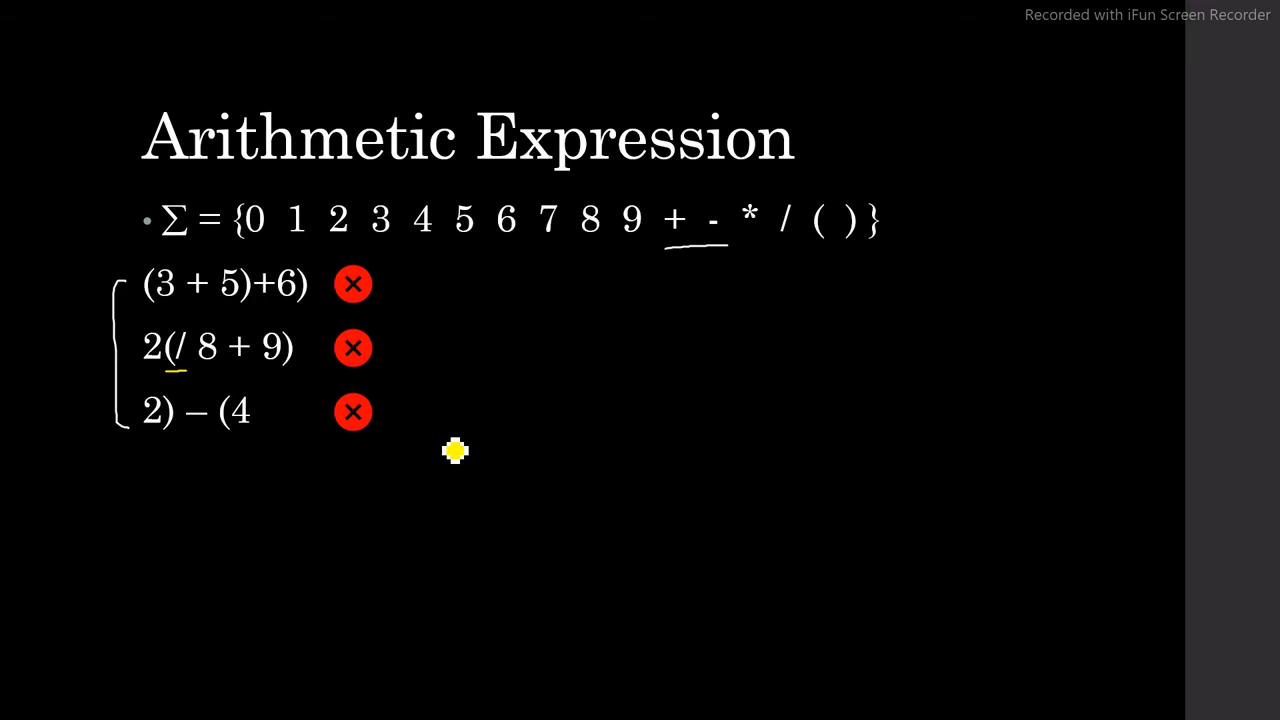 Recorded with iFun Screen Recorder
Arithmetic Expression
• Σ = {0 1 2 3 4 5 6 7 8 9 + - * / ( ) }
(3 + 5)+6)
2(/ 8 + 9)
2) – (4